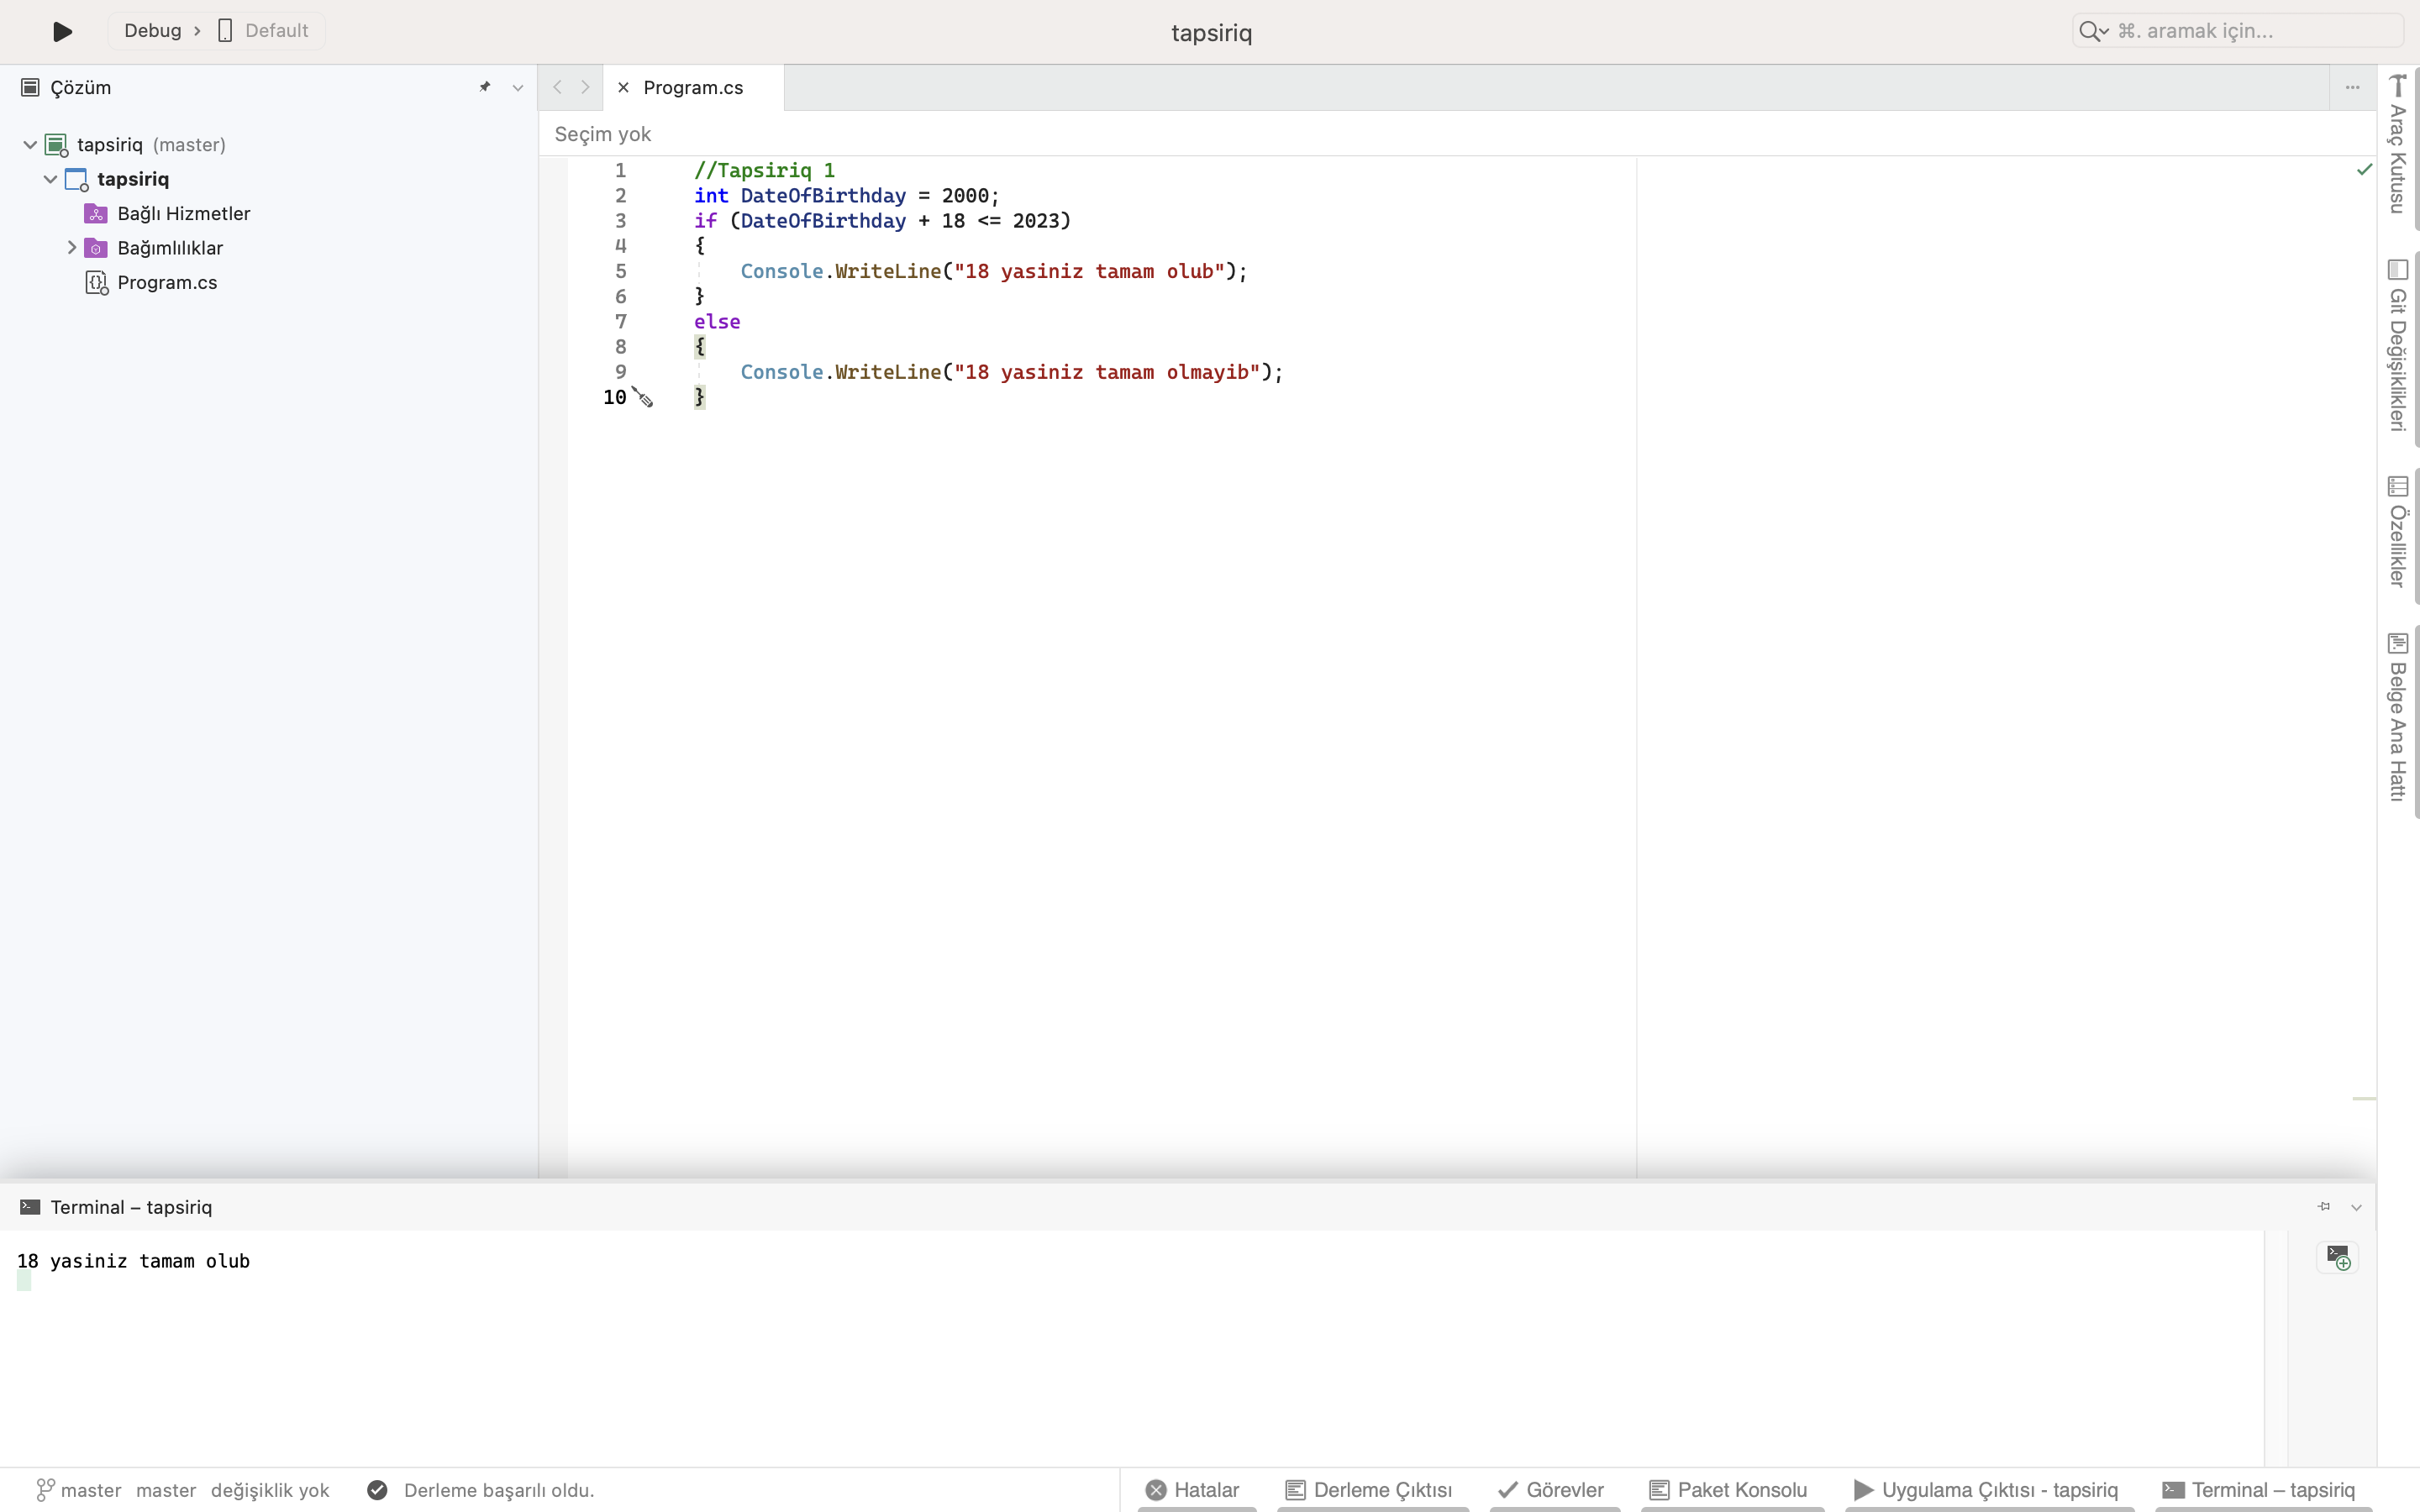 Debug › Default
tapsiriq
⌘. aramak için...
Çözüm
tapsiriq (master)
tapsiriq
Bağlı Hizmetler
Bağımlılıklar
Program.cs
Program.cs
Seçim yok
1 //Tapsiriq 1
2 int DateOfBirthday = 2000;
3 if (DateOfBirthday + 18 <= 2023)
4 {
5 Console.WriteLine("18 yasiniz tamam olub");
6 }
7 else
8 {
9 Console.WriteLine("18 yasiniz tamam olmayib");
10 }
Araç Kutusu
Git Değişiklikleri
Özellikler
Belge Ana Hattı
Terminal – tapsiriq
18 yasiniz tamam olub
master master değişiklik yok Derleme başarılı oldu.
Hatalar Derleme Çıktısı Görevler Paket Konsolu Uygulama Çıktısı - tapsiriq Terminal – tapsiriq